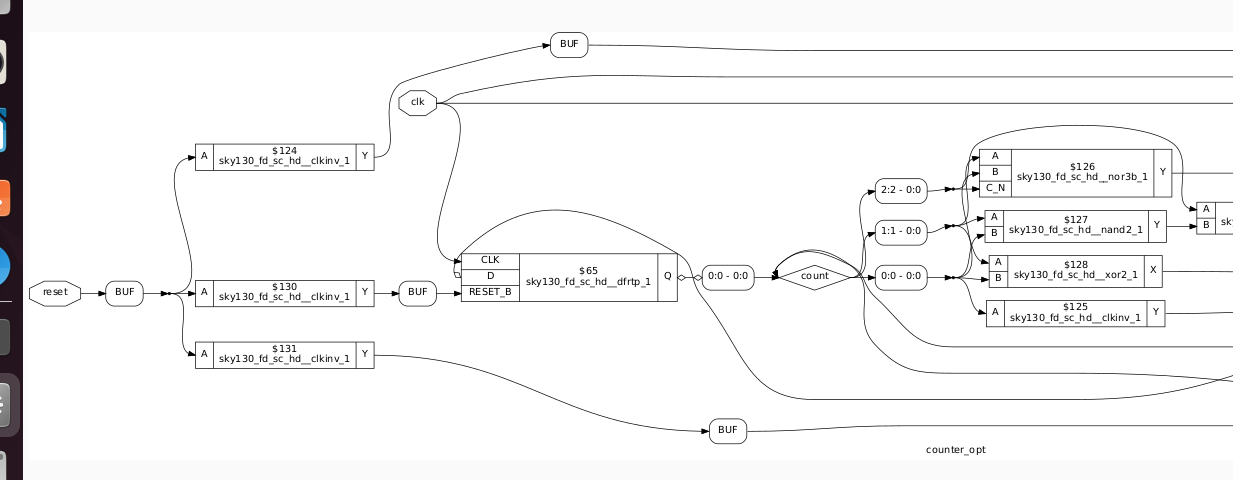 BUF
clk
A
$124
sky130_fd_sc_hd__clkinv_1
Y
A
B
C_N
$126
sky130_fd_sc_hd__nor3b_1
Y
2:2 - 0:0
A
B
$127
sky130_fd_sc_hd__nand2_1
Y
A
B
1:1 - 0:0
CLK
D
RESET_B
$65
sky130_fd_sc_hd__dfrtp_1
Q
0:0 - 0:0
count
0:0 - 0:0
A
B
$128
sky130_fd_sc_hd__xor2_1
X
reset
BUF
A
$130
sky130_fd_sc_hd__clkinv_1
Y
BUF
A
$125
sky130_fd_sc_hd__clkinv_1
Y
A
$131
sky130_fd_sc_hd__clkinv_1
Y
BUF
counter_opt